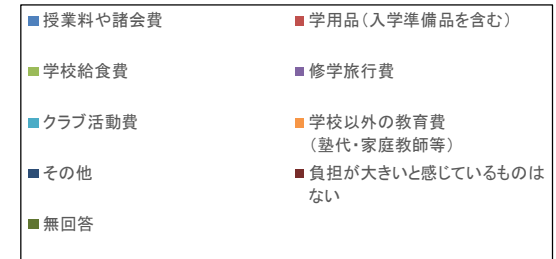 授業料や諸会費
学用品(入学準備品を含む)
学校給食費
修学旅行費
クラブ活動費
学校以外の教育費
(塾代・家庭教師等)
その他
負担が大きいと感じているものは
ない
無回答